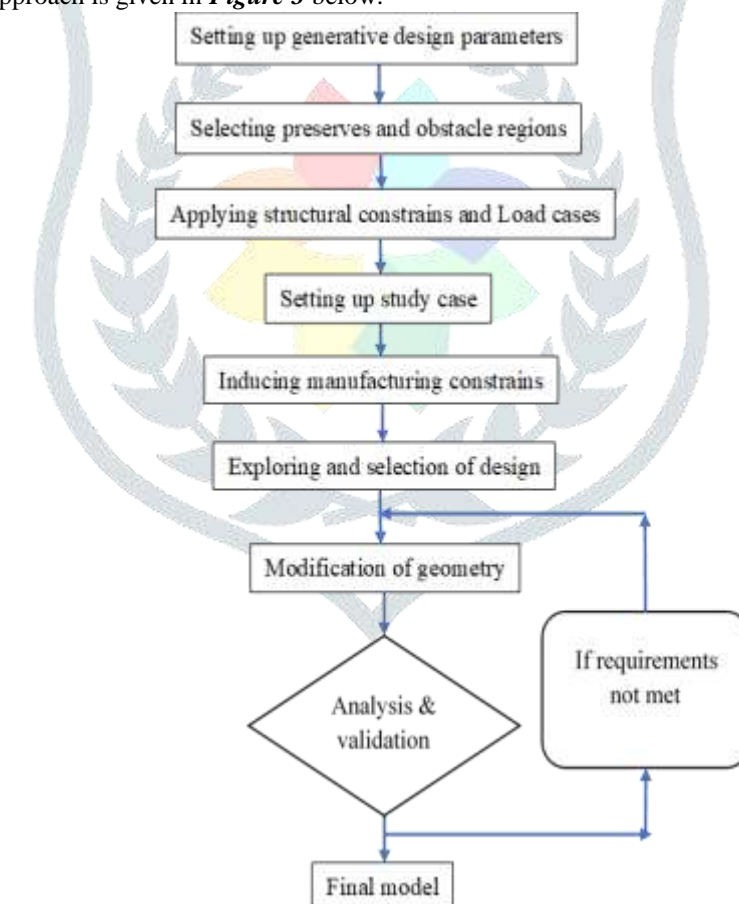 pproach is given in Figure 3 below.
Setting up generative design parameters
Selecting preserves and obstacle regions
Applying structural constrains and Load cases
Setting up study case
Inducing manufacturing constrains
Exploring and selection of design
Modification of geometry
If requirements
not met
Analysis &
validation
Final model